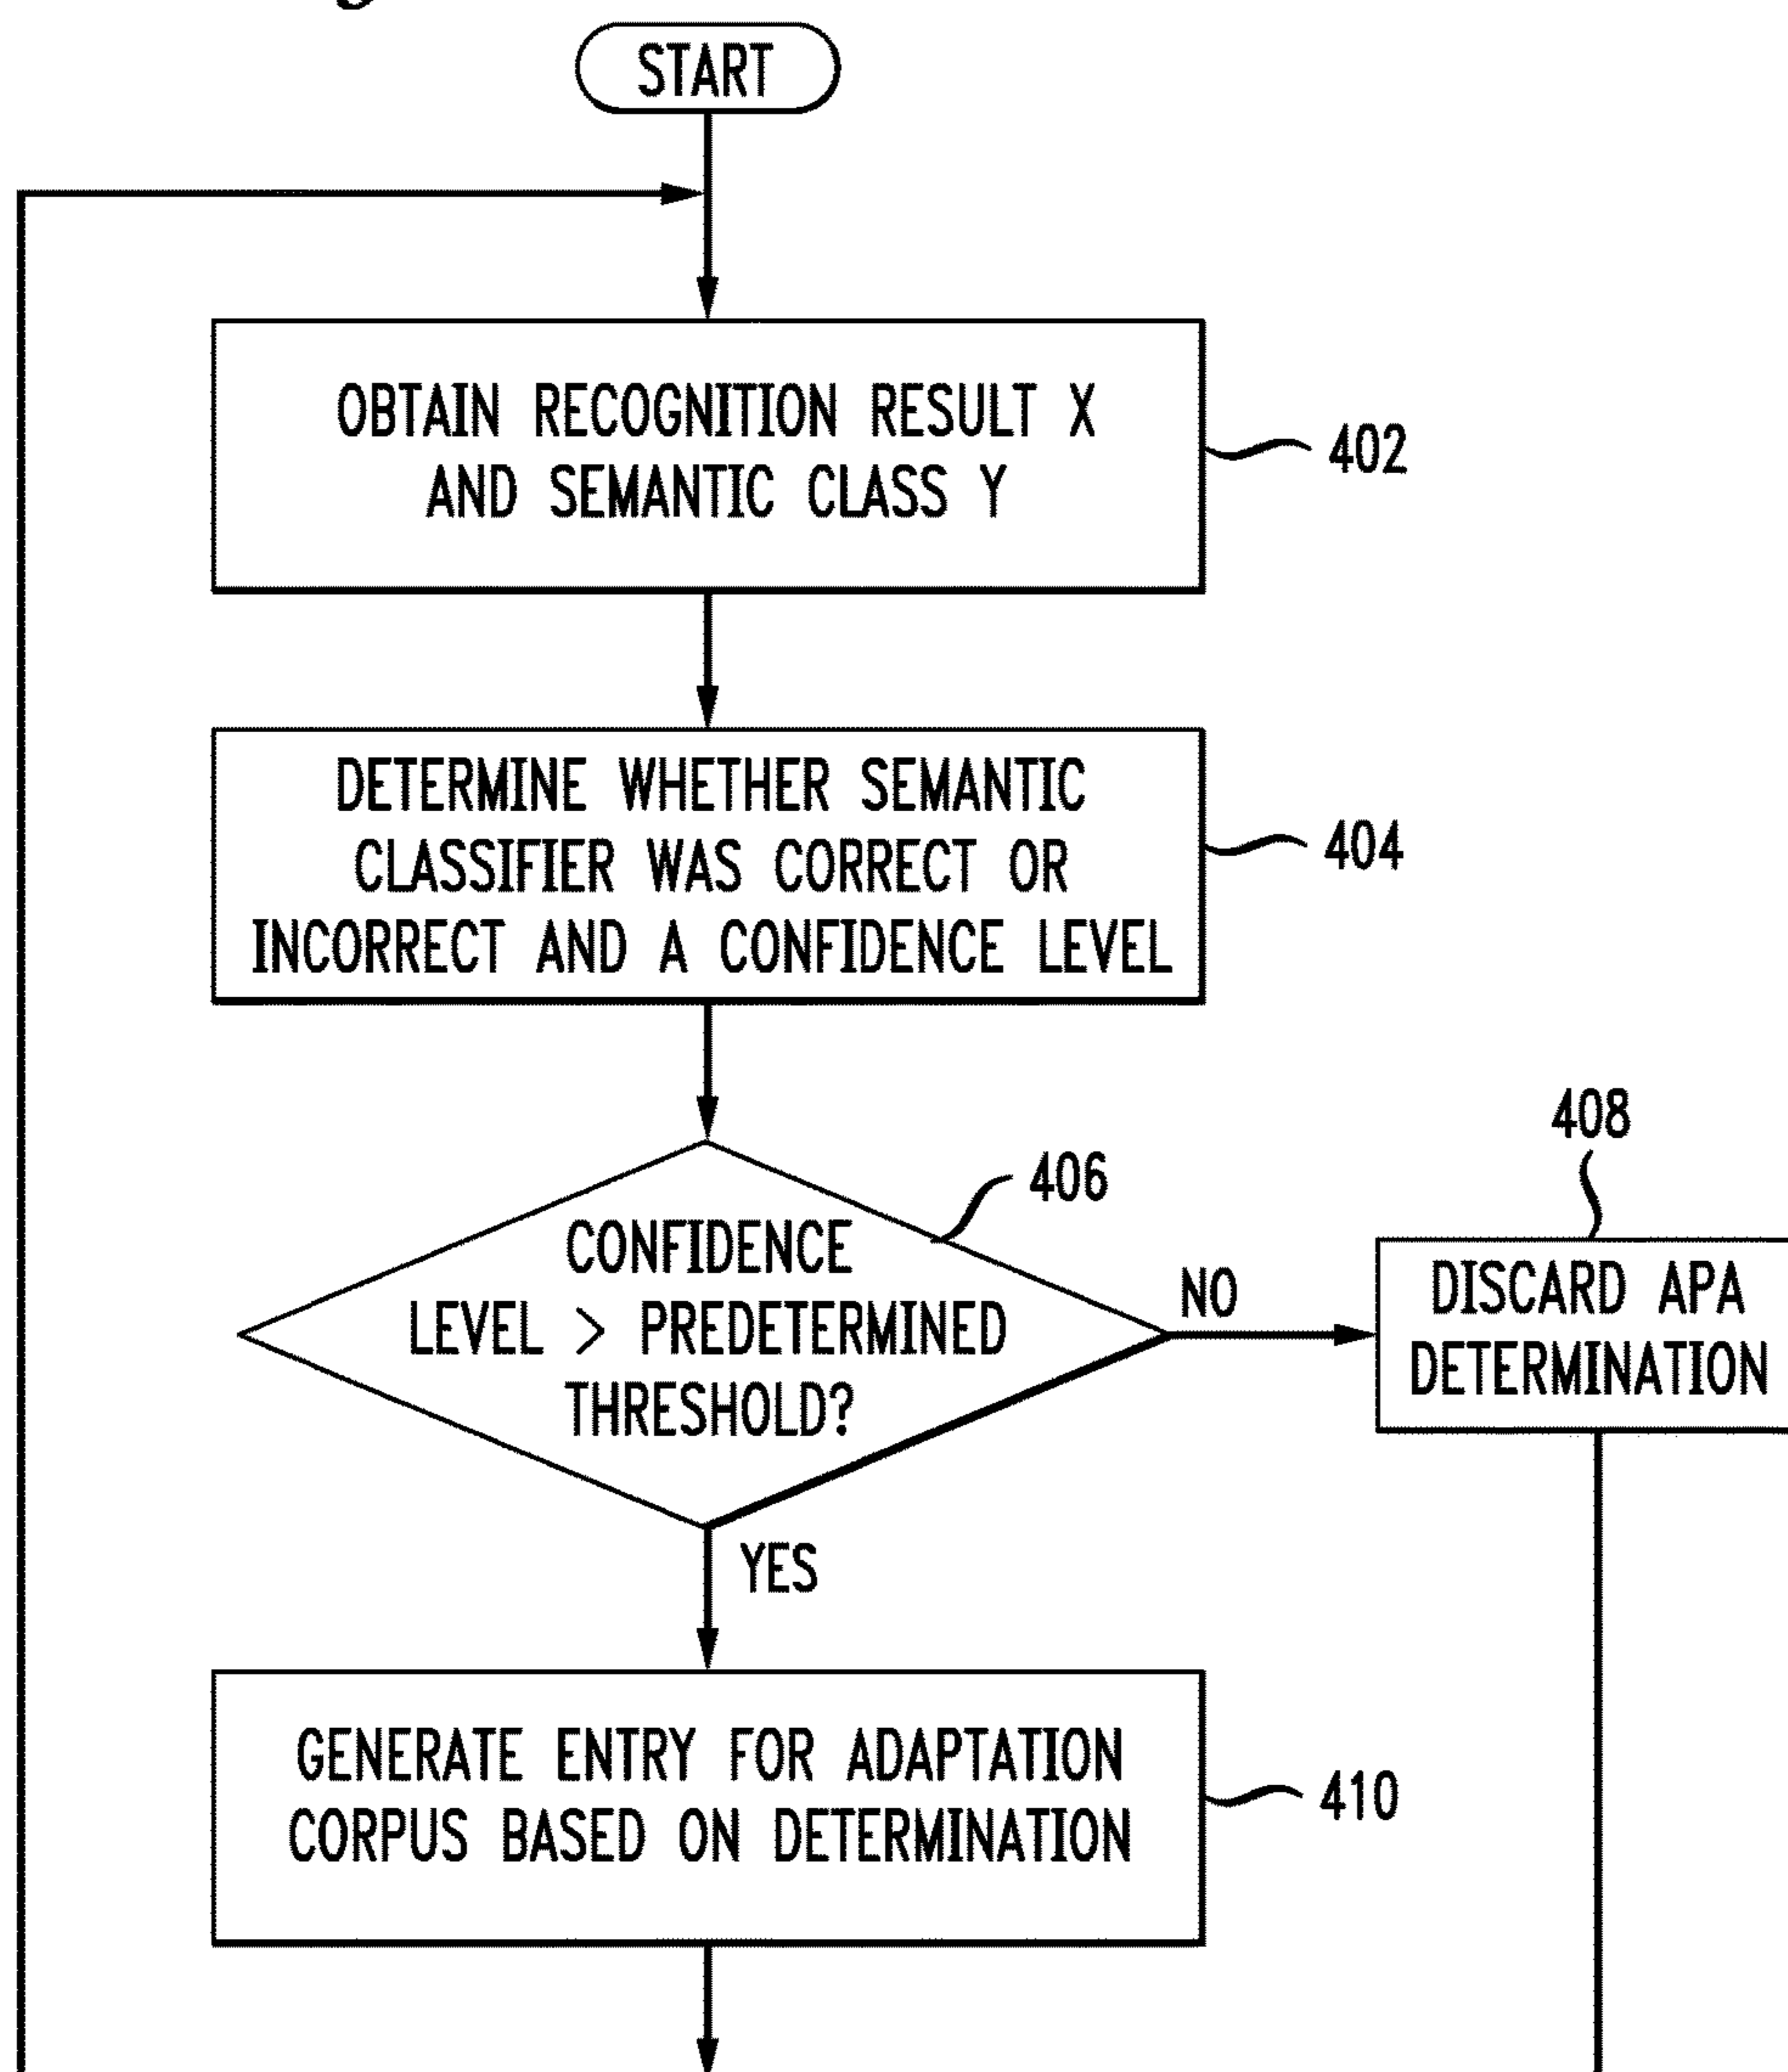 START
OBTAIN RECOGNITION RESULT X
AND SEMANTIC CLASS Y
402
DETERMINE WHETHER SEMANTIC
CLASSIFIER WAS CORRECT OR
INCORRECT AND A CONFIDENCE LEVEL
404
406
CONFIDENCE
LEVEL > PREDETERMINED
THRESHOLD?
NO
408
DISCARD APA
DETERMINATION
YES
GENERATE ENTRY FOR ADAPTATION
CORPUS BASED ON DETERMINATION
410